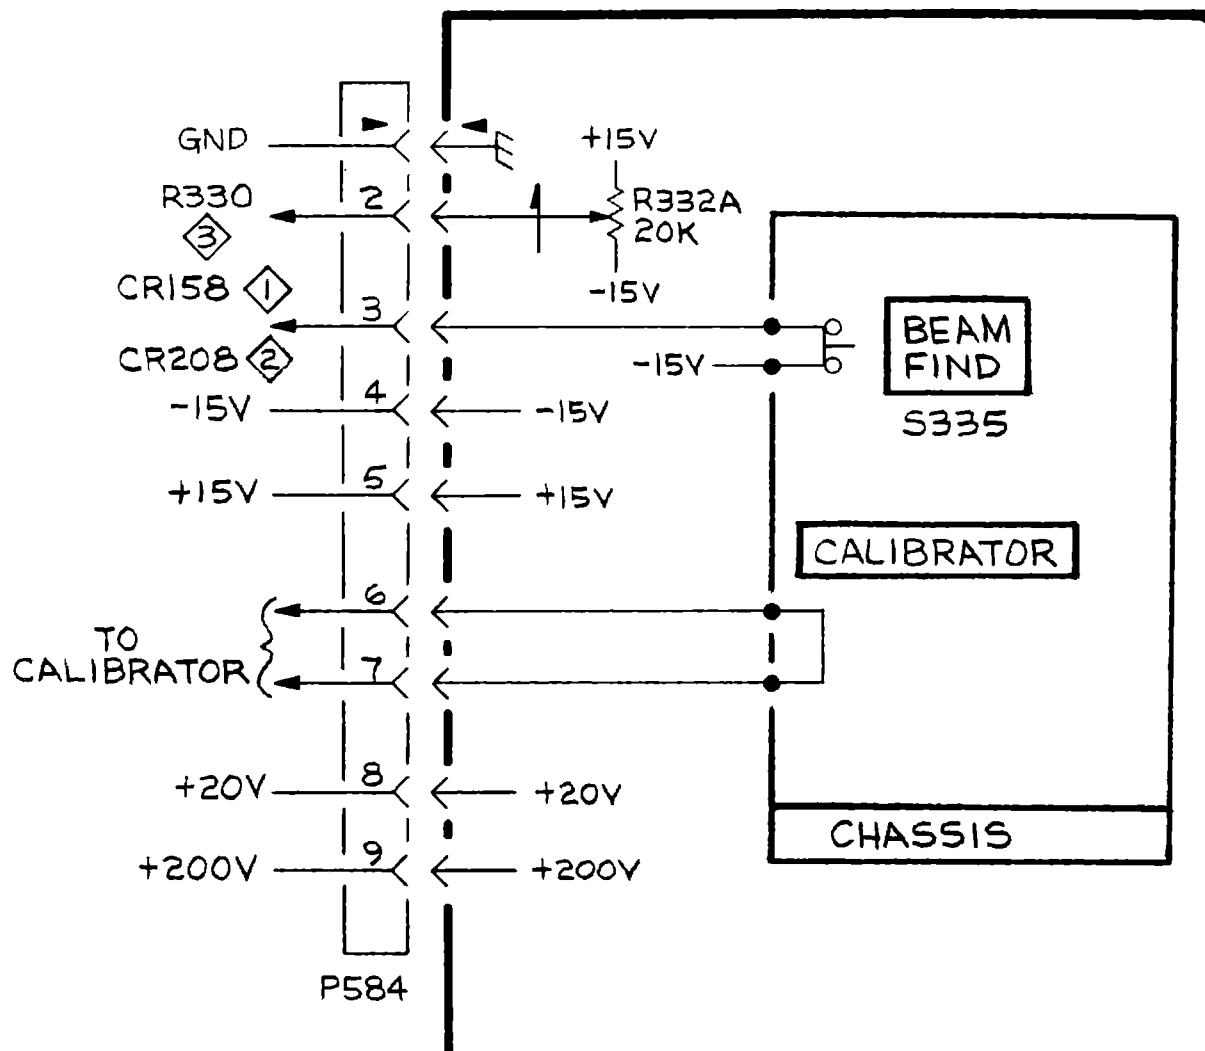 GND
+15V
R330
2
R332A
3
20K
CR158
1
-15V
3
BEAM
FIND
CR208
2
-15V
S335
-15V
4
-15V
+15V
5
+15V
CALIBRATOR
6
TO
CALIBRATOR
7
+20V
8
+20V
CHASSIS
+200V
9
+200V
P584